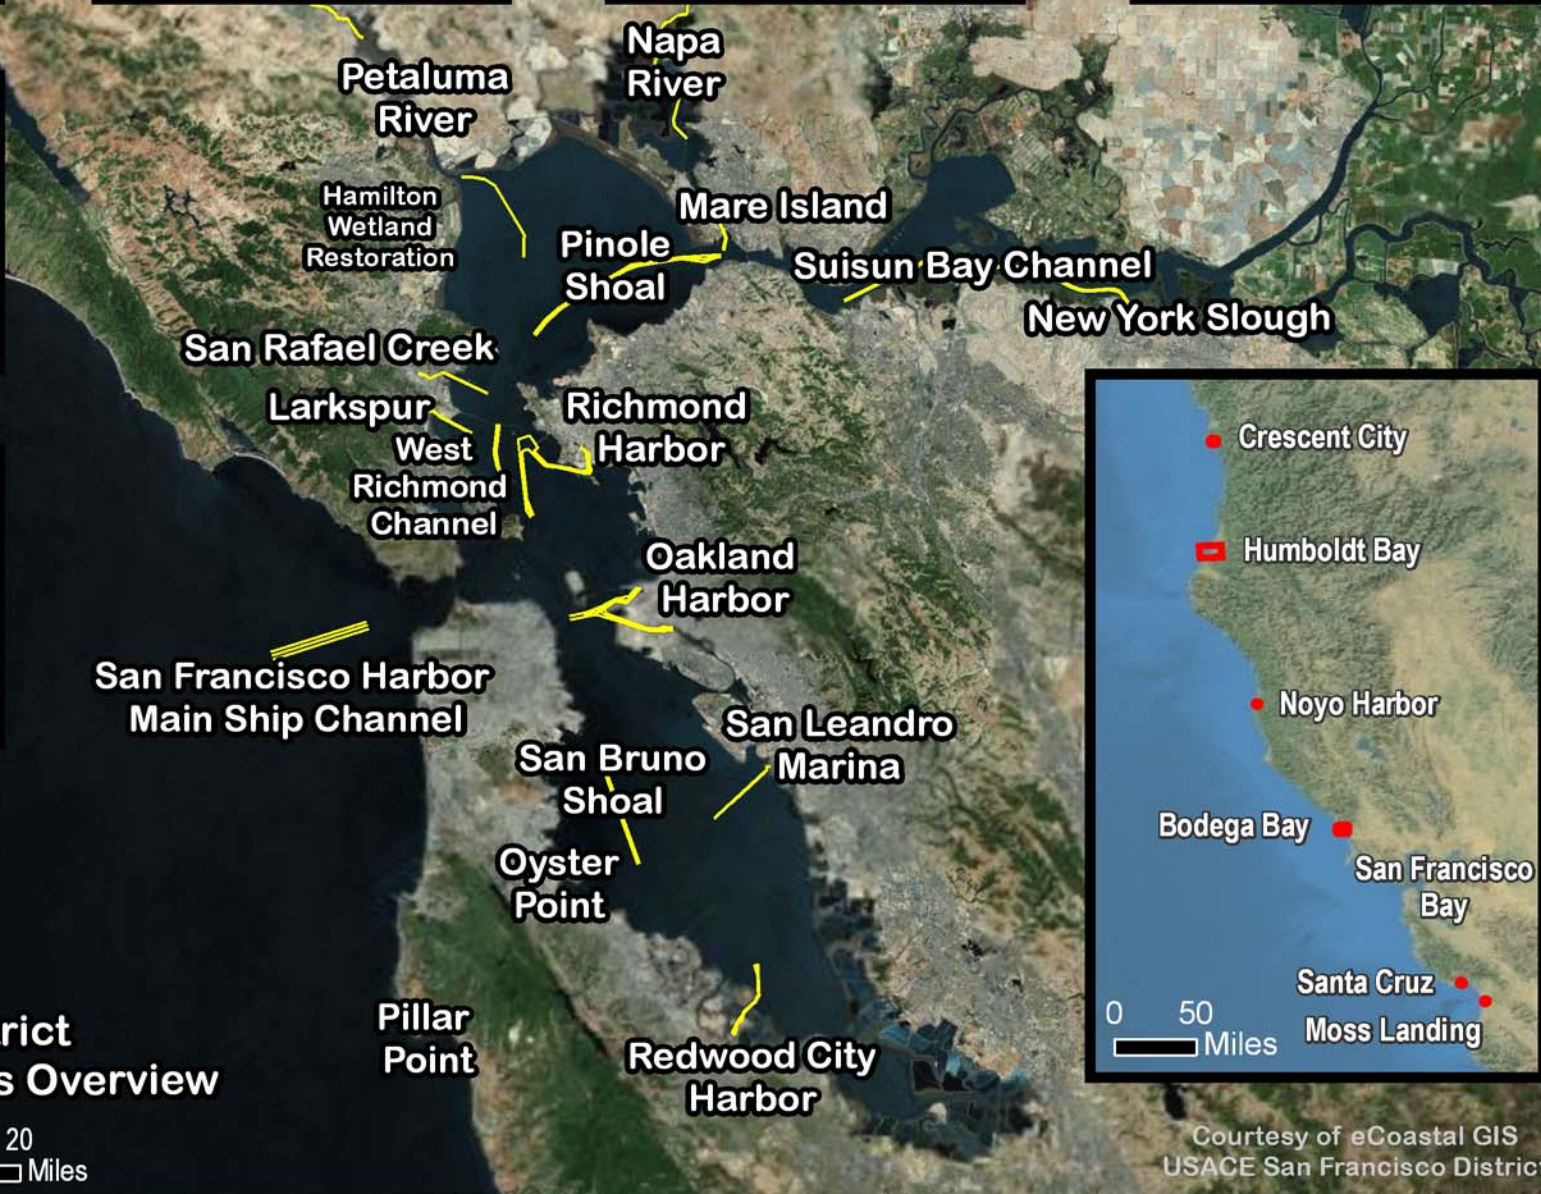 Napa
River
Petaluma
River
Hamilton
Wetland
Restoration
Mare Island
Pinole
Shoal
Suisun Bay Channel
New York Slough
San Rafael Creek
Larkspur
West
Richmond
Channel
Richmond
Harbor
Oakland
Harbor
San Francisco Harbor
Main Ship Channel
San Leandro
Marina
San Bruno
Shoal
Oyster
Point
Pillar
Point
Redwood City
Harbor
rict
s Overview
20
Miles
Crescent City
Humboldt Bay
Noyo Harbor
Bodega Bay
San Francisco
Bay
Santa Cruz
Moss Landing
0 50
Miles
Courtesy of eCoastal GIS
USACE San Francisco District